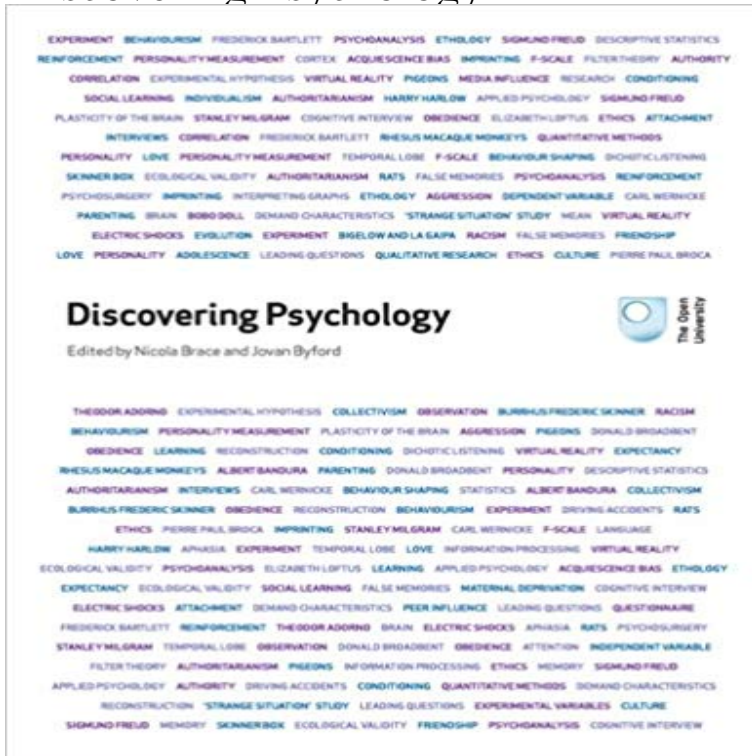 EXPERIMENT BEHAVIOURISM FREDERICK BARTLETT PSYCHOANALYSIS ETHOLOGY SIGMUND FREUD DESCRIPTIVE STATISTICS
REINFORCEMENT PERSONALITY MEASUREMENT CORTEX ACQUIESCENCE BIAS IMPRINTING F-SCALE FILTER THEORY AUTHORITY
CORRELATION EXPERIMENTAL HYPOTHESIS VIRTUAL REALITY PIGEONS MEDIA INFLUENCE RESEARCH CONDITIONING
SOCIAL LEARNING INDIVIDUALISM AUTHORITARIANISM HARRY HARLOW APPLIED PSYCHOLOGY SIGMUND FREUD
PLASTICITY OF THE BRAIN STANLEY MILGRAM COGNITIVE INTERVIEW OBEDIENCE ELIZABETH LOFTUS ETHICS ATTACHMENT
INTERVIEWS CORRELATION FREDERICK BARTLETT RHESUS MACAQUE MONKEYS QUANTITATIVE METHODS
PERSONALITY LOVE PERSONALITY MEASUREMENT TEMPORAL LOBE F-SCALE BEHAVIOUR SHAPING DICHOTIC LISTENING
SKINNER BOX ECOLOGICAL VALIDITY AUTHORITARIANISM RATS FALSE MEMORIES PSYCHOANALYSIS REINFORCEMENT
PSYCHOSURGERY IMPRINTING INTERPRETING GRAPHS ETHOLOGY AGGRESSION DEPENDENT VARIABLE CARL WERNICKE
PARENTING BRAIN BOBO DOLL DEMAND CHARACTERISTICS 'STRANGE SITUATION' STUDY MEAN VIRTUAL REALITY
ELECTRIC SHOCKS EVOLUTION EXPERIMENT BIGELOW AND LA GAIPA RACISM FALSE MEMORIES FRIENDSHIP
LOVE PERSONALITY ADOLESCENCE LEADING QUESTIONS QUALITATIVE RESEARCH ETHICS CULTURE PIERRE PAUL BROCA
Discovering Psychology
Edited by Nicola Brace and Jovan Byford
The Open
University
THEODOR ADORNO EXPERIMENTAL HYPOTHESIS COLLECTIVISM OBSERVATION BURRHUS FREDERIC SKINNER RACISM
BEHAVIOURISM PERSONALITY MEASUREMENT PLASTICITY OF THE BRAIN AGGRESSION PIGEONS DONALD BROADBENT
OBEDIENCE LEARNING RECONSTRUCTION CONDITIONING DICHOTIC LISTENING VIRTUAL REALITY EXPECTANCY
RHESUS MACAQUE MONKEYS ALBERT BANDURA PARENTING DONALD BROADBENT PERSONALITY DESCRIPTIVE STATISTICS
AUTHORITARIANISM INTERVIEWS CARL WERNICKE BEHAVIOUR SHAPING STATISTICS ALBERT BANDURA COLLECTIVISM
BURRHUS FREDERIC SKINNER OBEDIENCE RECONSTRUCTION BEHAVIOURISM EXPERIMENT DRIVING ACCIDENTS RATS
ETHICS PIERRE PAUL BROCA IMPRINTING STANLEY MILGRAM CARL WERNICKE F-SCALE LANGUAGE
HARRY HARLOW APHASIA EXPERIMENT TEMPORAL LOBE LOVE INFORMATION PROCESSING VIRTUAL REALITY
ECOLOGICAL VALIDITY PSYCHOANALYSIS ELIZABETH LOFTUS LEARNING APPLIED PSYCHOLOGY ACQUIESCENCE BIAS ETHOLOGY
EXPECTANCY ECOLOGICAL VALIDITY SOCIAL LEARNING FALSE MEMORIES MATERNAL DEPRIVATION COGNITIVE INTERVIEW
ELECTRIC SHOCKS ATTACHMENT DEMAND CHARACTERISTICS PEER INFLUENCE LEADING QUESTIONS QUESTIONNAIRE
FREDERICK BARTLETT REINFORCEMENT THEODOR ADORNO BRAIN ELECTRIC SHOCKS APHASIA RATS PSYCHOSURGERY
STANLEY MILGRAM TEMPORAL LOBE OBSERVATION DONALD BROADBENT OBEDIENCE ATTENTION INDEPENDENT VARIABLE
FILTER THEORY AUTHORITARIANISM PIGEONS INFORMATION PROCESSING ETHICS MEMORY SIGMUND FREUD
APPLIED PSYCHOLOGY AUTHORITY DRIVING ACCIDENTS CONDITIONING QUANTITATIVE METHODS DEMAND CHARACTERISTICS
RECONSTRUCTION 'STRANGE SITUATION' STUDY LEADING QUESTIONS EXPERIMENTAL VARIABLES CULTURE
SIGMUND FREUD MEMORY SKINNER BOX ECOLOGICAL VALIDITY FRIENDSHIP PSYCHOANALYSIS COGNITIVE INTERVIEW